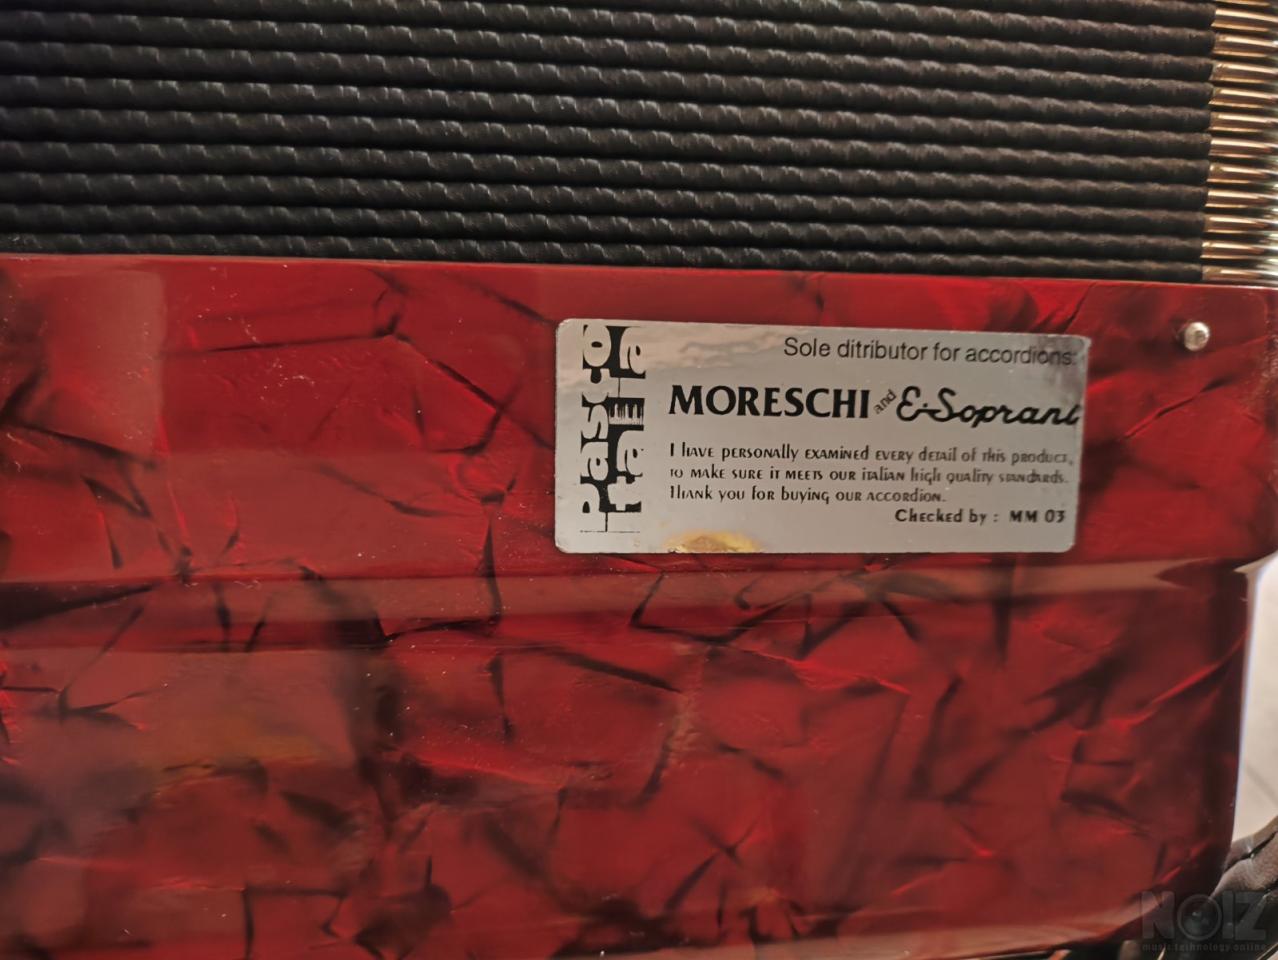 Sole ditributor for accordions:
MORESCHI and E. Soprani
I have personally examined every detail of this product,
to make sure it meets our italian high quality standards.
Thank you for buying our accordion.
Checked by : MM 03
NOIZ
music technology online